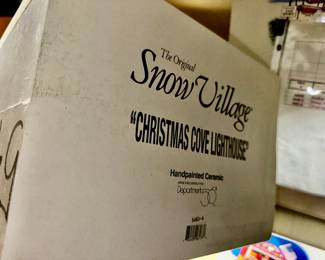 The Original
Snow Village
"CHRISTMAS COVE LIGHTHOUSE"
Handpainted Ceramic
Department 56